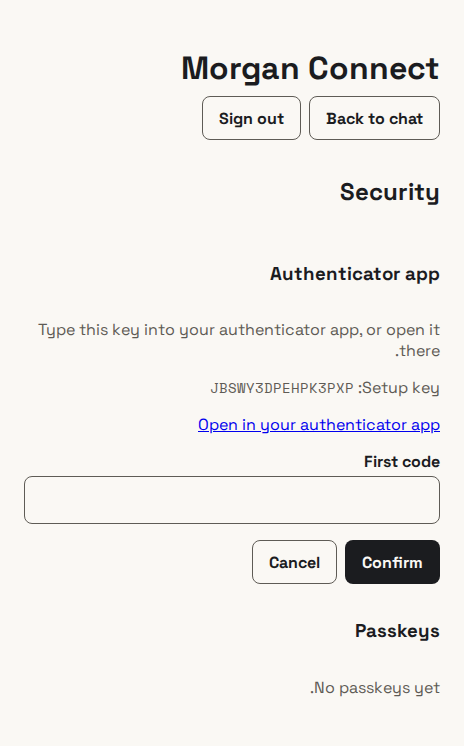 Morgan Connect
Back to chat
Sign out
Security
Authenticator app
Type this key into your authenticator app, or open it
there.
Setup key: JBSWY3DPEHPK3PXP
Open in your authenticator app
First code
Confirm
Cancel
Passkeys
No passkeys yet.